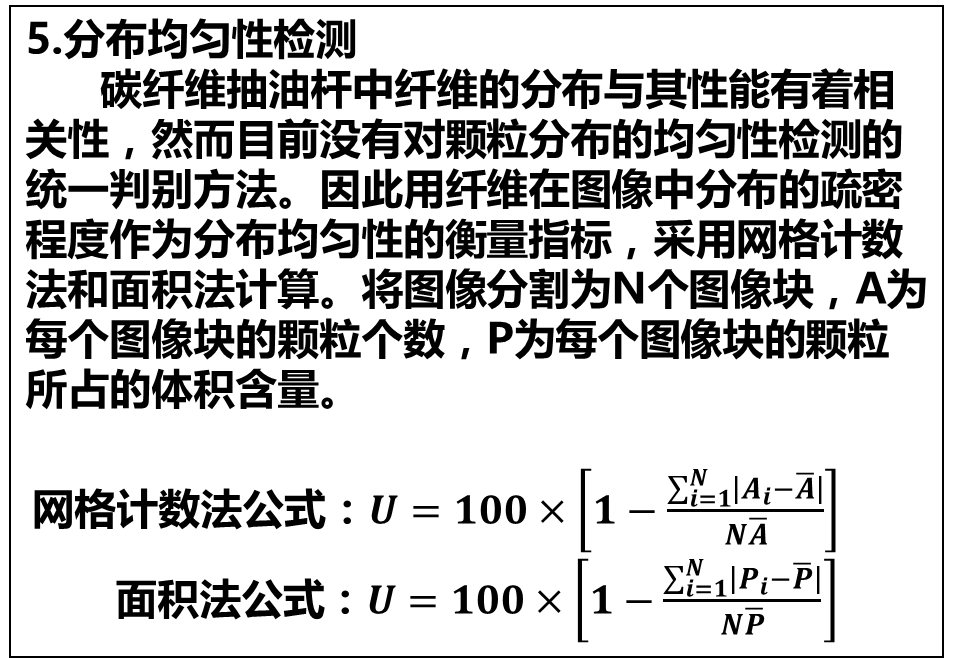 5.分布均匀性检测
碳纤维抽油杆中纤维的分布与其性能有着相
关性，然而目前没有对颗粒分布的均匀性检测的
统一判别方法。因此用纤维在图像中分布的疏密
程度作为分布均匀性的衡量指标，采用网格计数
法和面积法计算。将图像分割为N个图像块，A为
每个图像块的颗粒个数，P为每个图像块的颗粒
所占的体积含量。
网格计数法公式：$U = 100 \times \left[1 - \frac{\sum_{i=1}^{N}|A_i - \overline{A}|}{N\overline{A}}\right]$
面积法公式：$U = 100 \times \left[1 - \frac{\sum_{i=1}^{N}|P_i - \overline{P}|}{N\overline{P}}\right]$